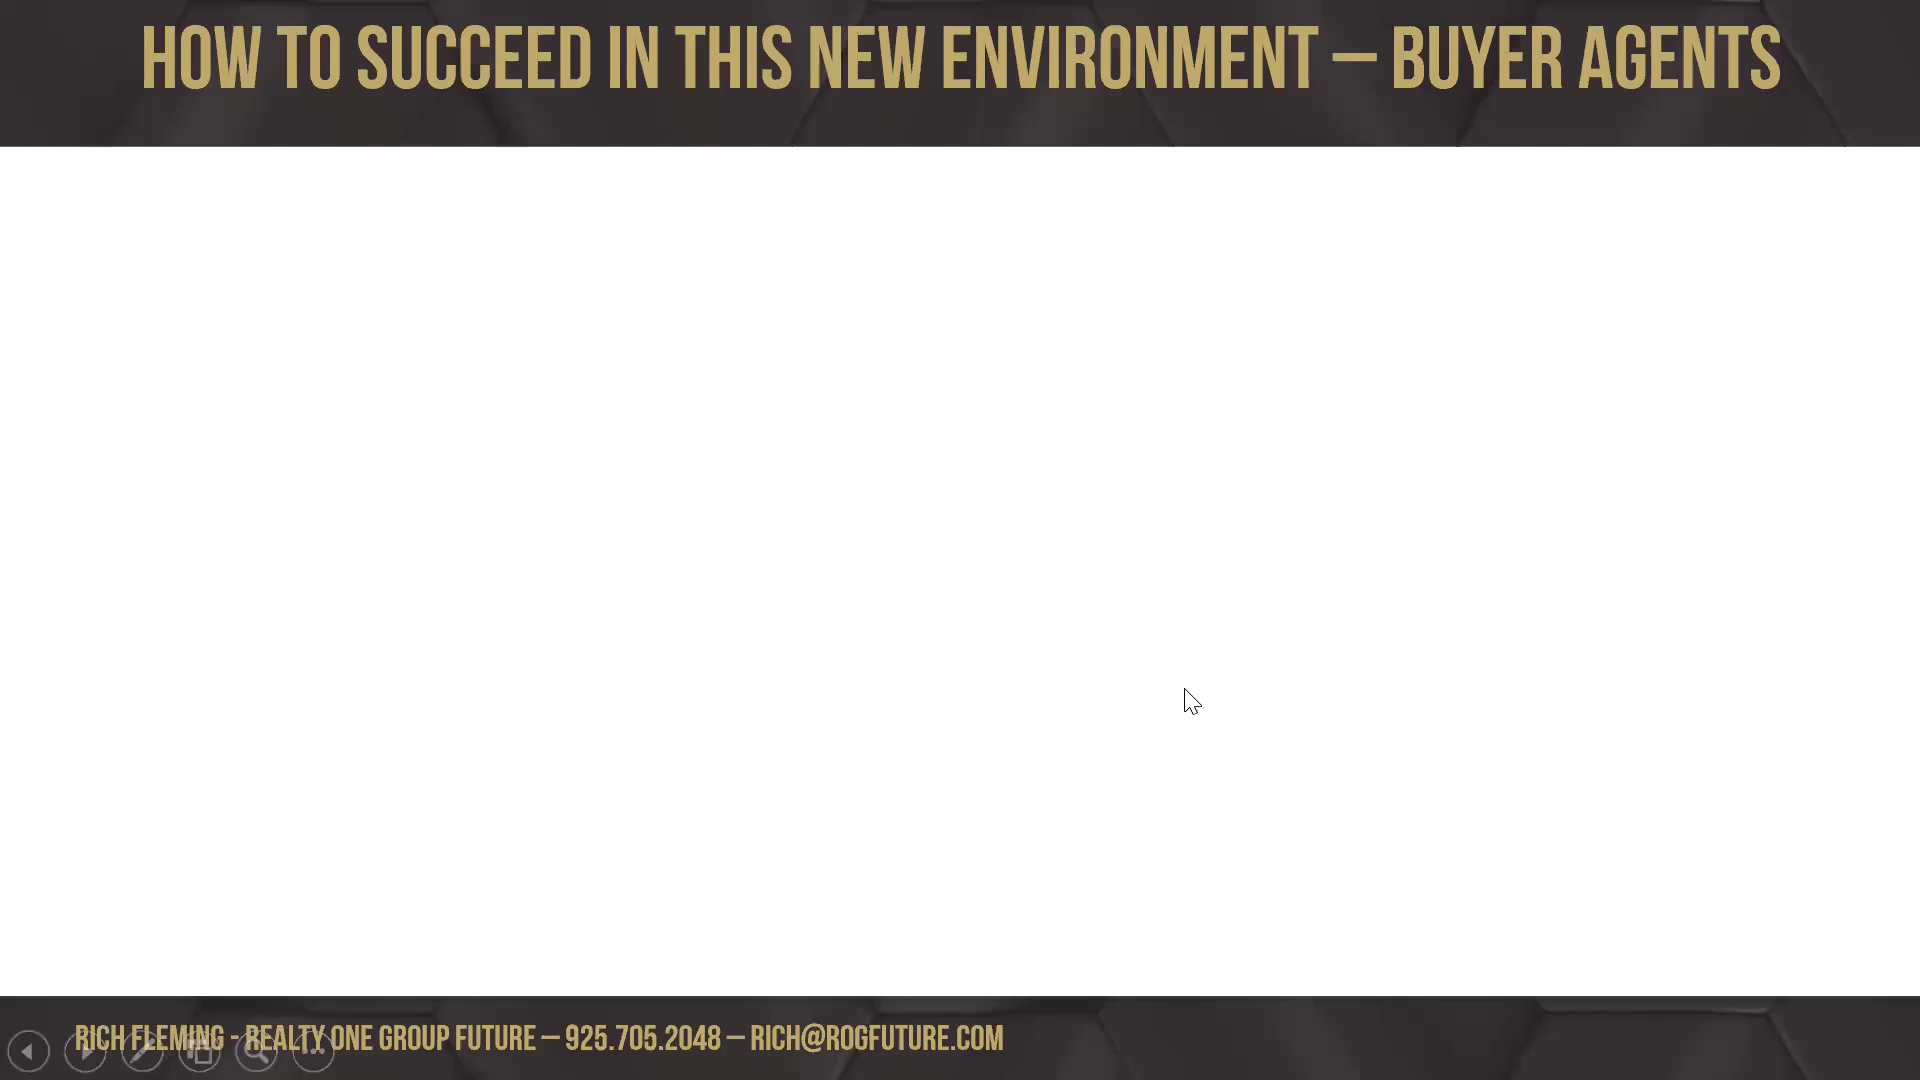 HOW TO SUCCEED IN THIS NEW ENVIRONMENT – BUYER AGENTS
RICH FLEMING - REALTY ONE GROUP FUTURE – 925.705.2048 – RICH@ROGFUTURE.COM